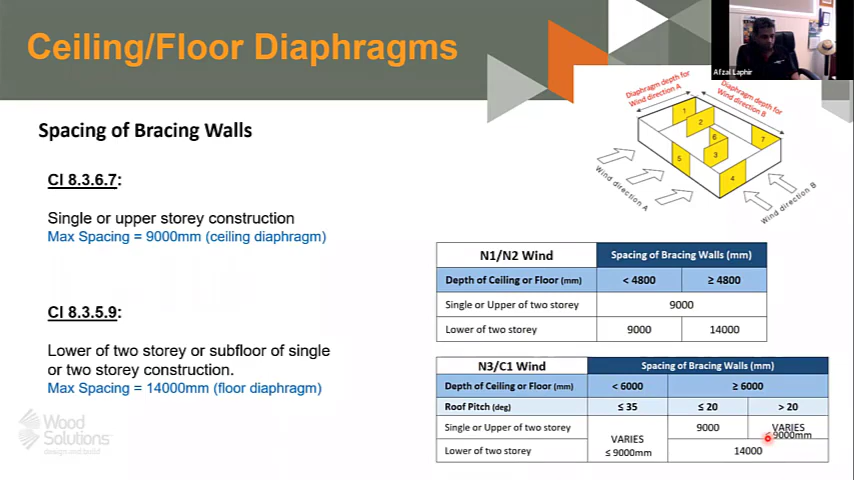 Ceiling/Floor Diaphragms
Afzal Laphir
Spacing of Bracing Walls
Cl 8.3.6.7:
Single or upper storey construction
Max Spacing = 9000mm (ceiling diaphragm)
Cl 8.3.5.9:
Lower of two storey or subfloor of single
or two storey construction.
Max Spacing = 14000mm (floor diaphragm)
Diaphragm depth for
Wind direction A
Diaphragm depth for
Wind direction B
1
2
6
7
3
5
4
Wind direction A
Wind direction B
N1/N2 Wind Spacing of Bracing Walls (mm)
Depth of Ceiling or Floor (mm) < 4800 ≥ 4800
Single or Upper of two storey 9000
Lower of two storey 9000 14000
N3/C1 Wind Spacing of Bracing Walls (mm)
Depth of Ceiling or Floor (mm) < 6000 ≥ 6000
Roof Pitch (deg) ≤ 35 ≤ 20 > 20
Single or Upper of two storey VARIES 9000 VARIES
≤ 9000mm ≤ 9000mm
Lower of two storey 14000
Wood
Solutions
design and build